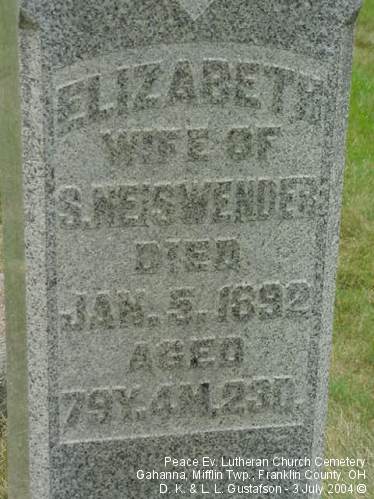 ELIZABETH
WIFE OF
S. NEISWENDER
DIED
JAN. 5, 1892
AGED
79Y. 4M. 23D.
Peace Ev. Lutheran Church Cemetery
Gahanna, Mifflin Twp., Franklin County, OH
D. K. & L. L. Gustafson - 3 July 2004 ©